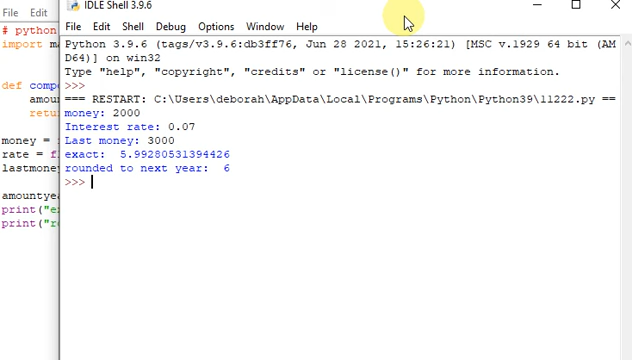 IDLE Shell 3.9.6
File Edit Shell Debug Options Window Help
Python 3.9.6 (tags/v3.9.6:db3ff76, Jun 28 2021, 15:26:21) [MSC v.1929 64 bit (AM
D64)] on win32
Type "help", "copyright", "credits" or "license()" for more information.
>>>
=== RESTART: C:\Users\deborah\AppData\Local\Programs\Python\Python39\11222.py ==
money: 2000
Interest rate: 0.07
Last money: 3000
exact: 5.99280531394426
rounded to next year: 6
>>>
File Edit
# python
import ma
def compo
amou
retu
money = i
rate = f
lastmoney
amountyea
print("e
print("r